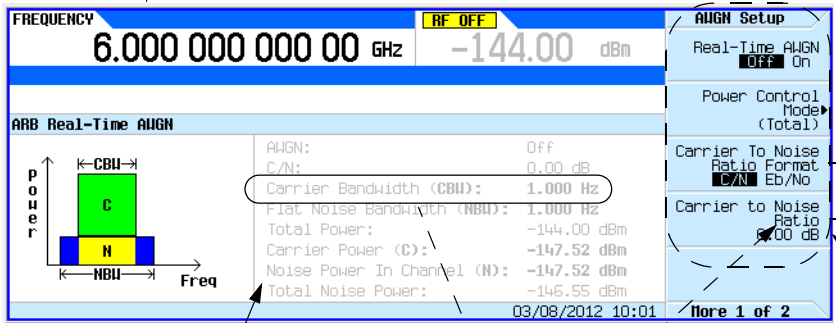 FREQUENCY
RF OFF
6.000 000 000 00 GHz
-144.00 dBm
ARB Real-Time AWGN
Power
CBW
C
N
NBW
Freq
AWGN: Off
C/N: 0.00 dB
Carrier Bandwidth (CBW): 1.000 Hz
Flat Noise Bandwidth (NBW): 1.000 Hz
Total Power: -144.00 dBm
Carrier Power (C): -147.52 dBm
Noise Power In Channel (N): -147.52 dBm
Total Noise Power: -146.55 dBm
03/08/2012 10:01
AWGN Setup
Real-Time AWGN
Off On
Power Control
Mode
(Total)
Carrier To Noise
Ratio Format
C/N Eb/No
Carrier to Noise
Ratio
0.00 dB
More 1 of 2